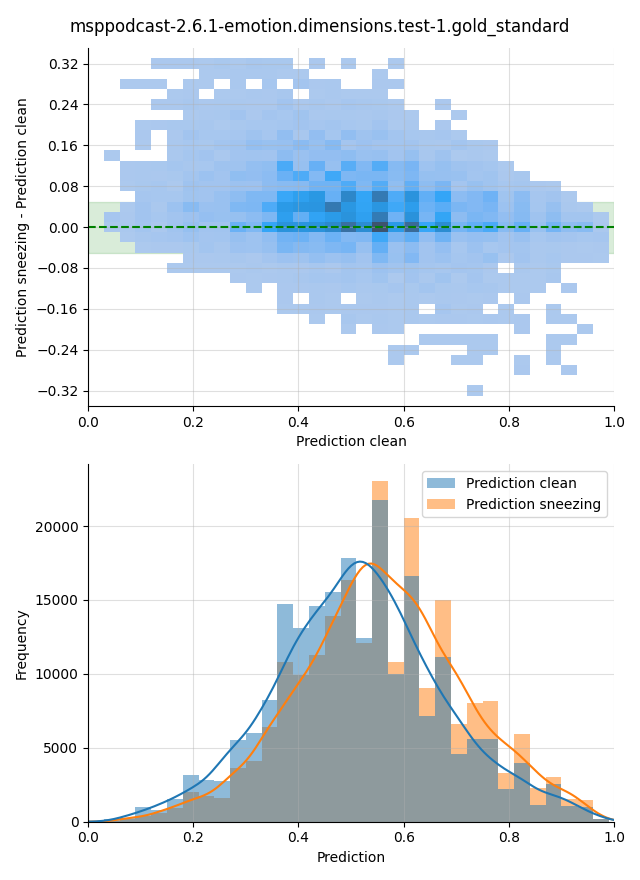 msppodcast-2.6.1-emotion.dimensions.test-1.gold_standard
0.32
0.24
0.16
0.08
0.00
−0.08
−0.16
−0.24
−0.32
Prediction sneezing - Prediction clean
0.0 0.2 0.4 0.6 0.8 1.0
Prediction clean
Prediction clean
Prediction sneezing
20000
15000
10000
5000
0
Frequency
0.0 0.2 0.4 0.6 0.8 1.0
Prediction